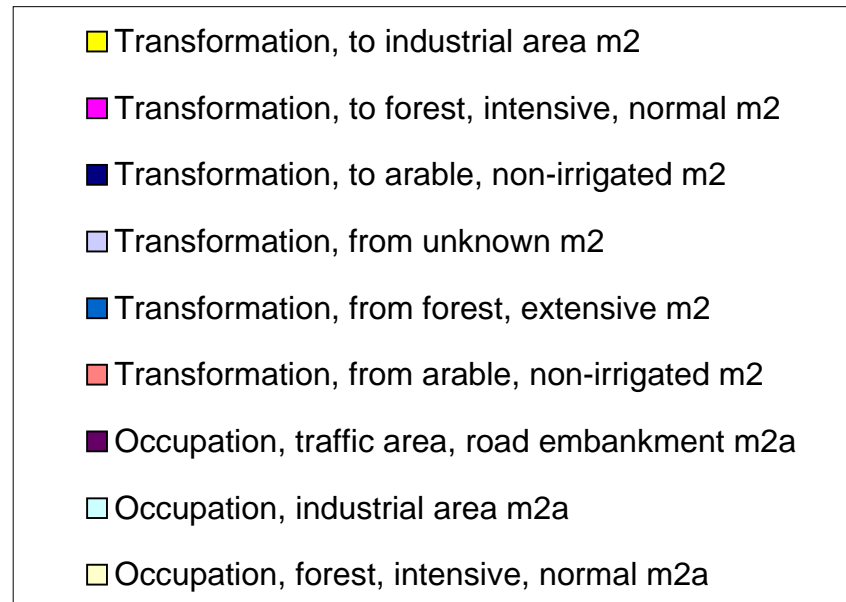 Transformation, to industrial area m2
Transformation, to forest, intensive, normal m2
Transformation, to arable, non-irrigated m2
Transformation, from unknown m2
Transformation, from forest, extensive m2
Transformation, from arable, non-irrigated m2
Occupation, traffic area, road embankment m2a
Occupation, industrial area m2a
Occupation, forest, intensive, normal m2a